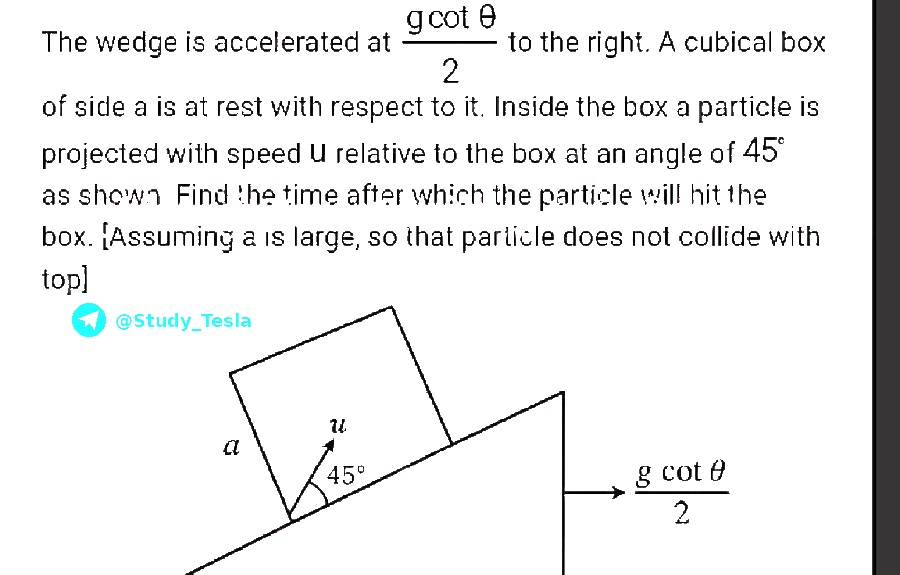 The wedge is accelerated at g cot θ / 2 to the right. A cubical box
of side a is at rest with respect to it. Inside the box a particle is
projected with speed u relative to the box at an angle of 45°
as shown. Find the time after which the particle will hit the
box. [Assuming a is large, so that particle does not collide with
top]
@Study_Tesla
u
a
45°
g cot θ / 2